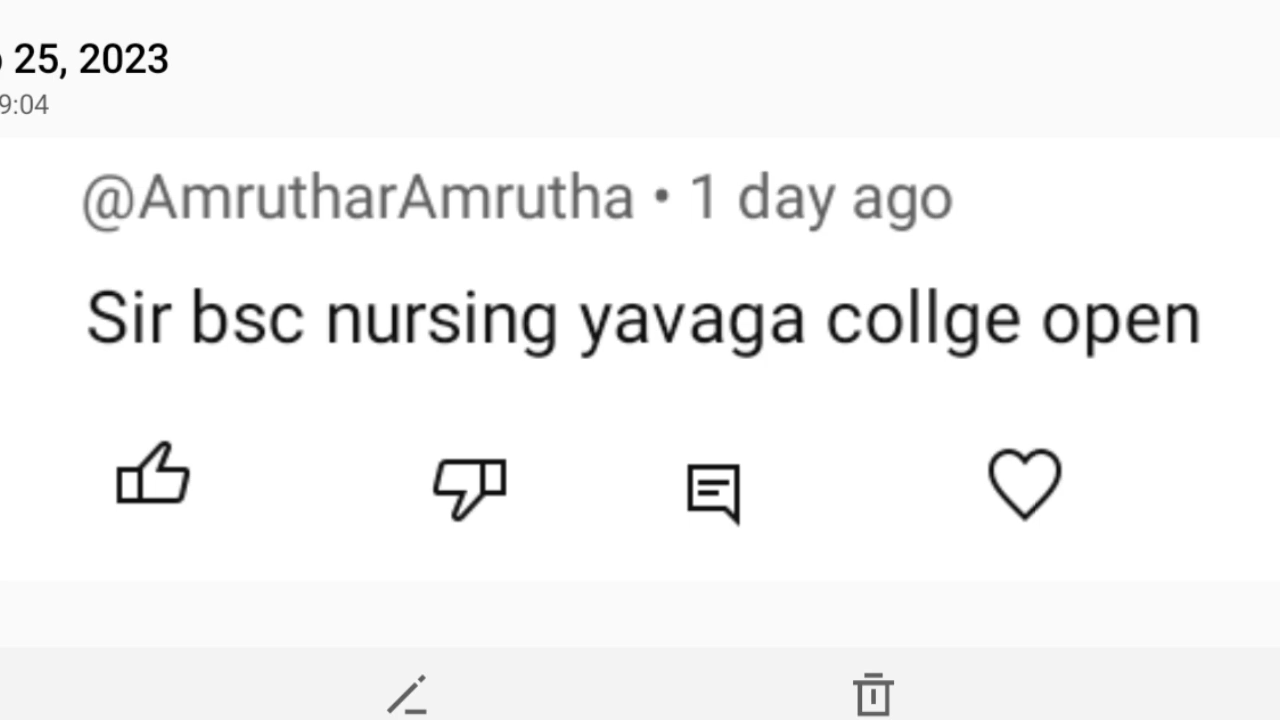 25, 2023
9:04
@AmrutharAmrutha • 1 day ago
Sir bsc nursing yavaga collge open